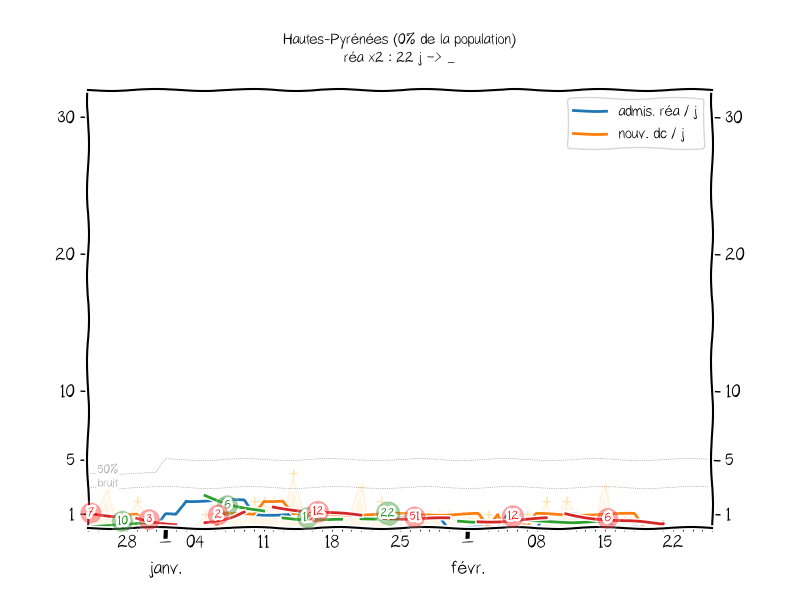 Hautes-Pyrénées (0% de la population)
réa x2 : 22 j -> _
admis. réa / j
nouv. dc / j
30 30
20 20
10 10
5 5
1 1
50%
bruit
7 10 3 2 6 12 22 51 12 6
28 04 11 18 25 08 15 22
janv. févr.